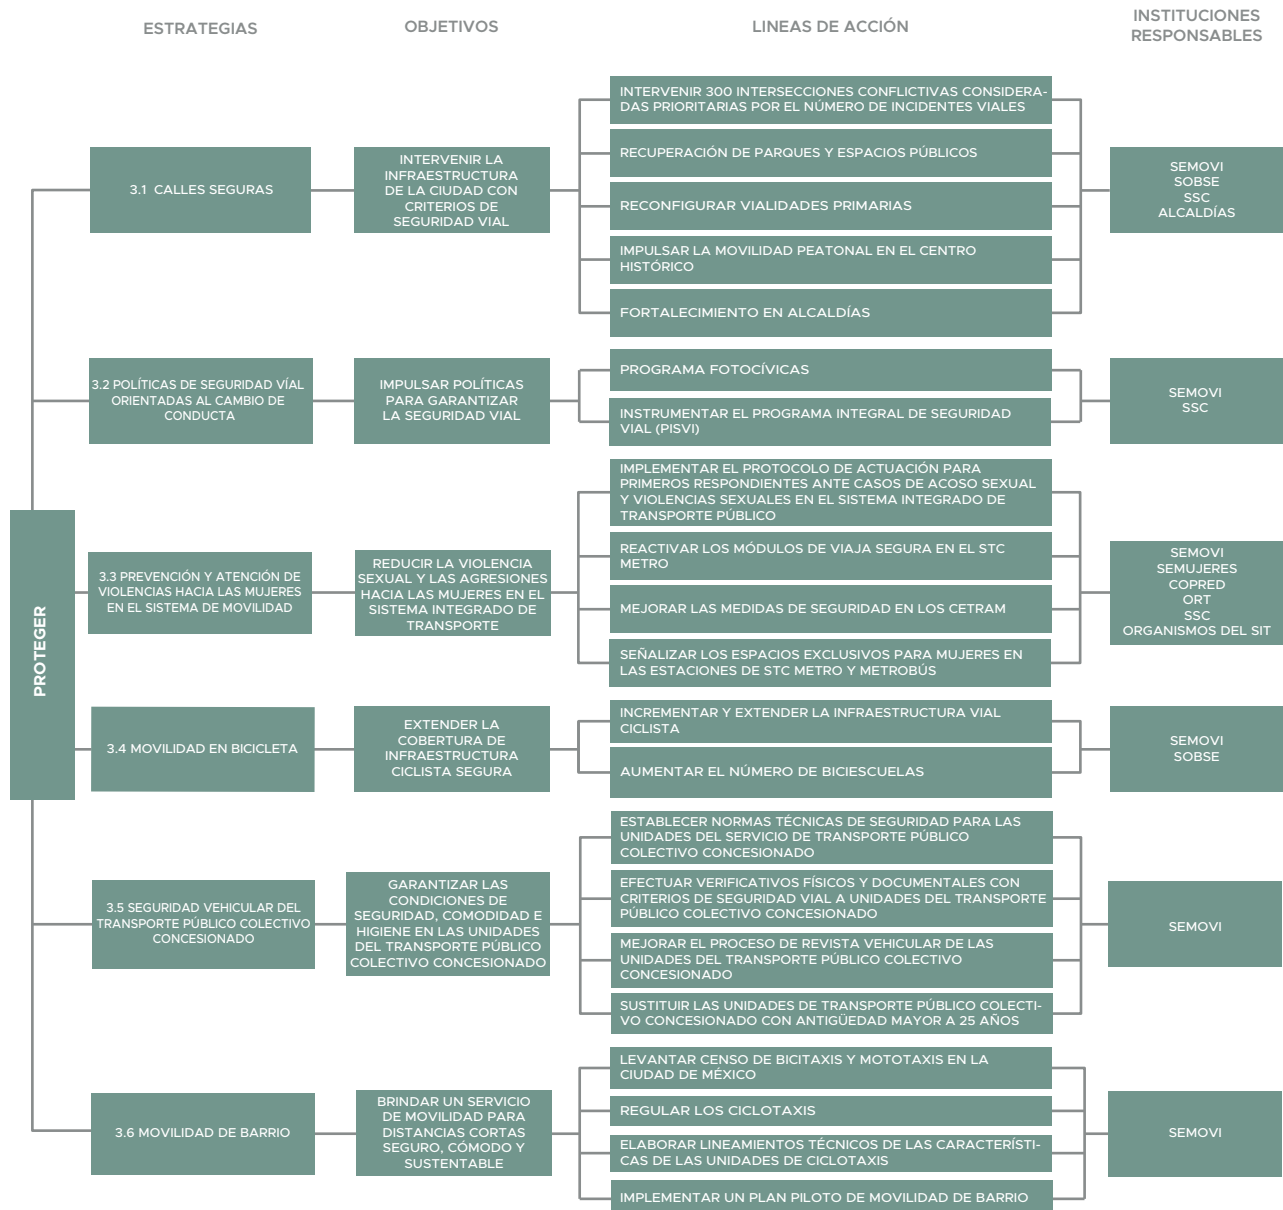 ESTRATEGIAS
OBJETIVOS
LINEAS DE ACCIÓN
INSTITUCIONES
RESPONSABLES
PROTEGER
3.1 CALLES SEGURAS
INTERVENIR LA
INFRAESTRUCTURA
DE LA CIUDAD CON
CRITERIOS DE
SEGURIDAD VIAL
INTERVENIR 300 INTERSECCIONES CONFLICTIVAS CONSIDERA-
DAS PRIORITARIAS POR EL NÚMERO DE INCIDENTES VIALES
RECUPERACIÓN DE PARQUES Y ESPACIOS PÚBLICOS
RECONFIGURAR VIALIDADES PRIMARIAS
IMPULSAR LA MOVILIDAD PEATONAL EN EL CENTRO
HISTÓRICO
FORTALECIMIENTO EN ALCALDÍAS
SEMOVI
SOBSE
SSC
ALCALDÍAS
3.2 POLÍTICAS DE SEGURIDAD VÍAL
ORIENTADAS AL CAMBIO DE
CONDUCTA
IMPULSAR POLÍTICAS
PARA GARANTIZAR
LA SEGURIDAD VIAL
PROGRAMA FOTOCÍVICAS
INSTRUMENTAR EL PROGRAMA INTEGRAL DE SEGURIDAD
VIAL (PISVI)
SEMOVI
SSC
3.3 PREVENCIÓN Y ATENCIÓN DE
VIOLENCIAS HACIA LAS MUJERES
EN EL SISTEMA DE MOVILIDAD
REDUCIR LA VIOLENCIA
SEXUAL Y LAS AGRESIONES
HACIA LAS MUJERES EN EL
SISTEMA INTEGRADO DE
TRANSPORTE
IMPLEMENTAR EL PROTOCOLO DE ACTUACIÓN PARA
PRIMEROS RESPONDIENTES ANTE CASOS DE ACOSO SEXUAL
Y VIOLENCIAS SEXUALES EN EL SISTEMA INTEGRADO DE
TRANSPORTE PÚBLICO
REACTIVAR LOS MÓDULOS DE VIAJA SEGURA EN EL STC
METRO
MEJORAR LAS MEDIDAS DE SEGURIDAD EN LOS CETRAM
SEÑALIZAR LOS ESPACIOS EXCLUSIVOS PARA MUJERES EN
LAS ESTACIONES DE STC METRO Y METROBÚS
SEMOVI
SEMUJERES
COPRED
ORT
SSC
ORGANISMOS DEL SIT
3.4 MOVILIDAD EN BICICLETA
EXTENDER LA
COBERTURA DE
INFRAESTRUCTURA
CICLISTA SEGURA
INCREMENTAR Y EXTENDER LA INFRAESTRUCTURA VIAL
CICLISTA
AUMENTAR EL NÚMERO DE BICIESCUELAS
SEMOVI
SOBSE
3.5 SEGURIDAD VEHICULAR DEL
TRANSPORTE PÚBLICO COLECTIVO
CONCESIONADO
GARANTIZAR LAS
CONDICIONES DE
SEGURIDAD, COMODIDAD E
HIGIENE EN LAS UNIDADES
DEL TRANSPORTE PÚBLICO
COLECTIVO CONCESIONADO
ESTABLECER NORMAS TÉCNICAS DE SEGURIDAD PARA LAS
UNIDADES DEL SERVICIO DE TRANSPORTE PÚBLICO
COLECTIVO CONCESIONADO
EFECTUAR VERIFICATIVOS FÍSICOS Y DOCUMENTALES CON
CRITERIOS DE SEGURIDAD VIAL A UNIDADES DEL TRANSPORTE
PÚBLICO COLECTIVO CONCESIONADO
MEJORAR EL PROCESO DE REVISTA VEHICULAR DE LAS
UNIDADES DEL TRANSPORTE PÚBLICO COLECTIVO
CONCESIONADO
SUSTITUIR LAS UNIDADES DE TRANSPORTE PÚBLICO COLECTI-
VO CONCESIONADO CON ANTIGÜEDAD MAYOR A 25 AÑOS
SEMOVI
3.6 MOVILIDAD DE BARRIO
BRINDAR UN SERVICIO
DE MOVILIDAD PARA
DISTANCIAS CORTAS
SEGURO, CÓMODO Y
SUSTENTABLE
LEVANTAR CENSO DE BICITAXIS Y MOTOTAXIS EN LA
CIUDAD DE MÉXICO
REGULAR LOS CICLOTAXIS
ELABORAR LINEAMIENTOS TÉCNICOS DE LAS CARACTERÍSTI-
CAS DE LAS UNIDADES DE CICLOTAXIS
IMPLEMENTAR UN PLAN PILOTO DE MOVILIDAD DE BARRIO
SEMOVI